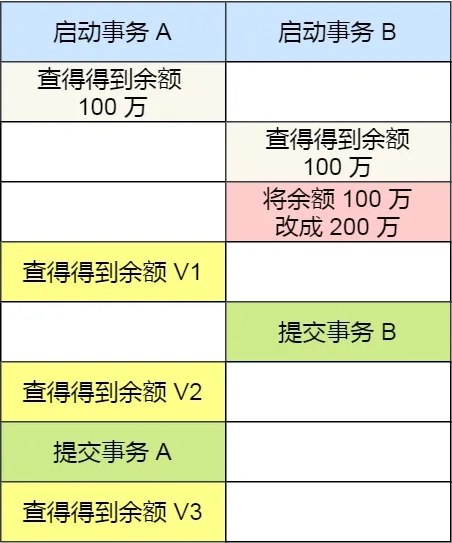 启动事务 A
启动事务 B
查得得到余额
100 万
查得得到余额
100 万
将余额 100 万
改成 200 万
查得得到余额 V1
提交事务 B
查得得到余额 V2
提交事务 A
查得得到余额 V3